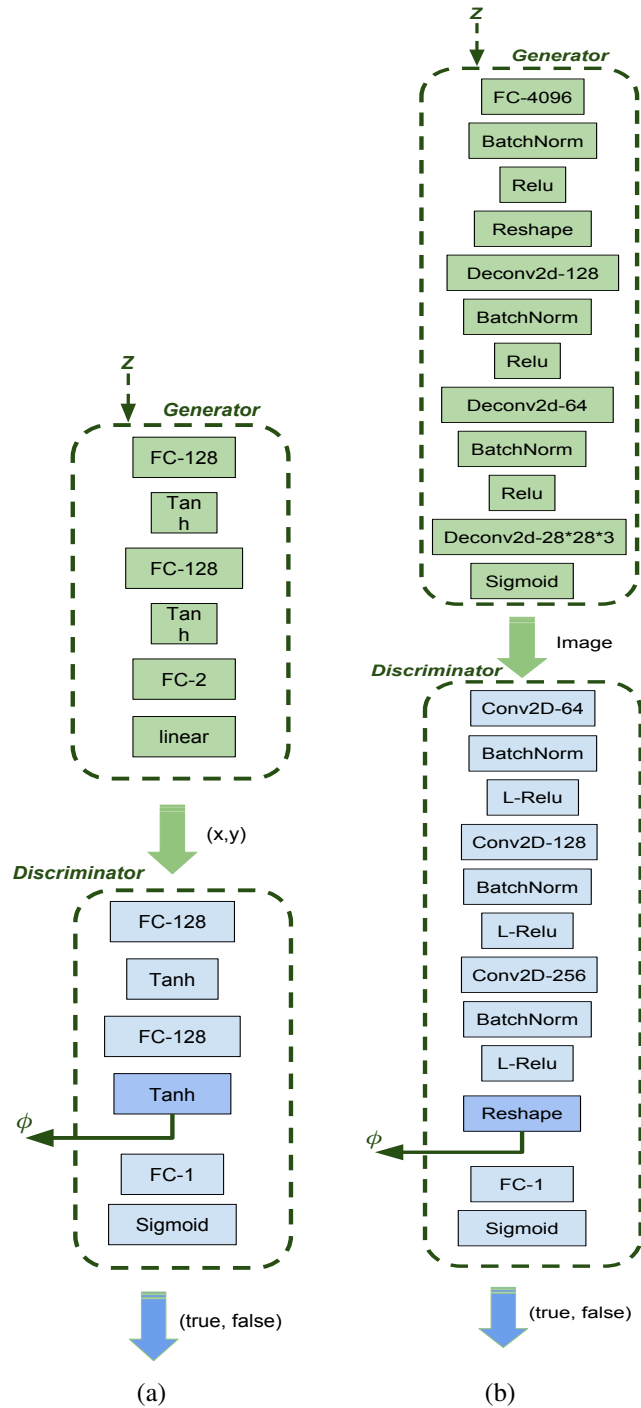 Z
Generator
FC-128
Tan
h
FC-128
Tan
h
FC-2
linear
(x,y)
Discriminator
FC-128
Tanh
FC-128
Tanh
ϕ
FC-1
Sigmoid
(true, false)
(a)
Z
Generator
FC-4096
BatchNorm
Relu
Reshape
Deconv2d-128
BatchNorm
Relu
Deconv2d-64
BatchNorm
Relu
Deconv2d-28*28*3
Sigmoid
Image
Discriminator
Conv2D-64
BatchNorm
L-Relu
Conv2D-128
BatchNorm
L-Relu
Conv2D-256
BatchNorm
L-Relu
Reshape
ϕ
FC-1
Sigmoid
(true, false)
(b)